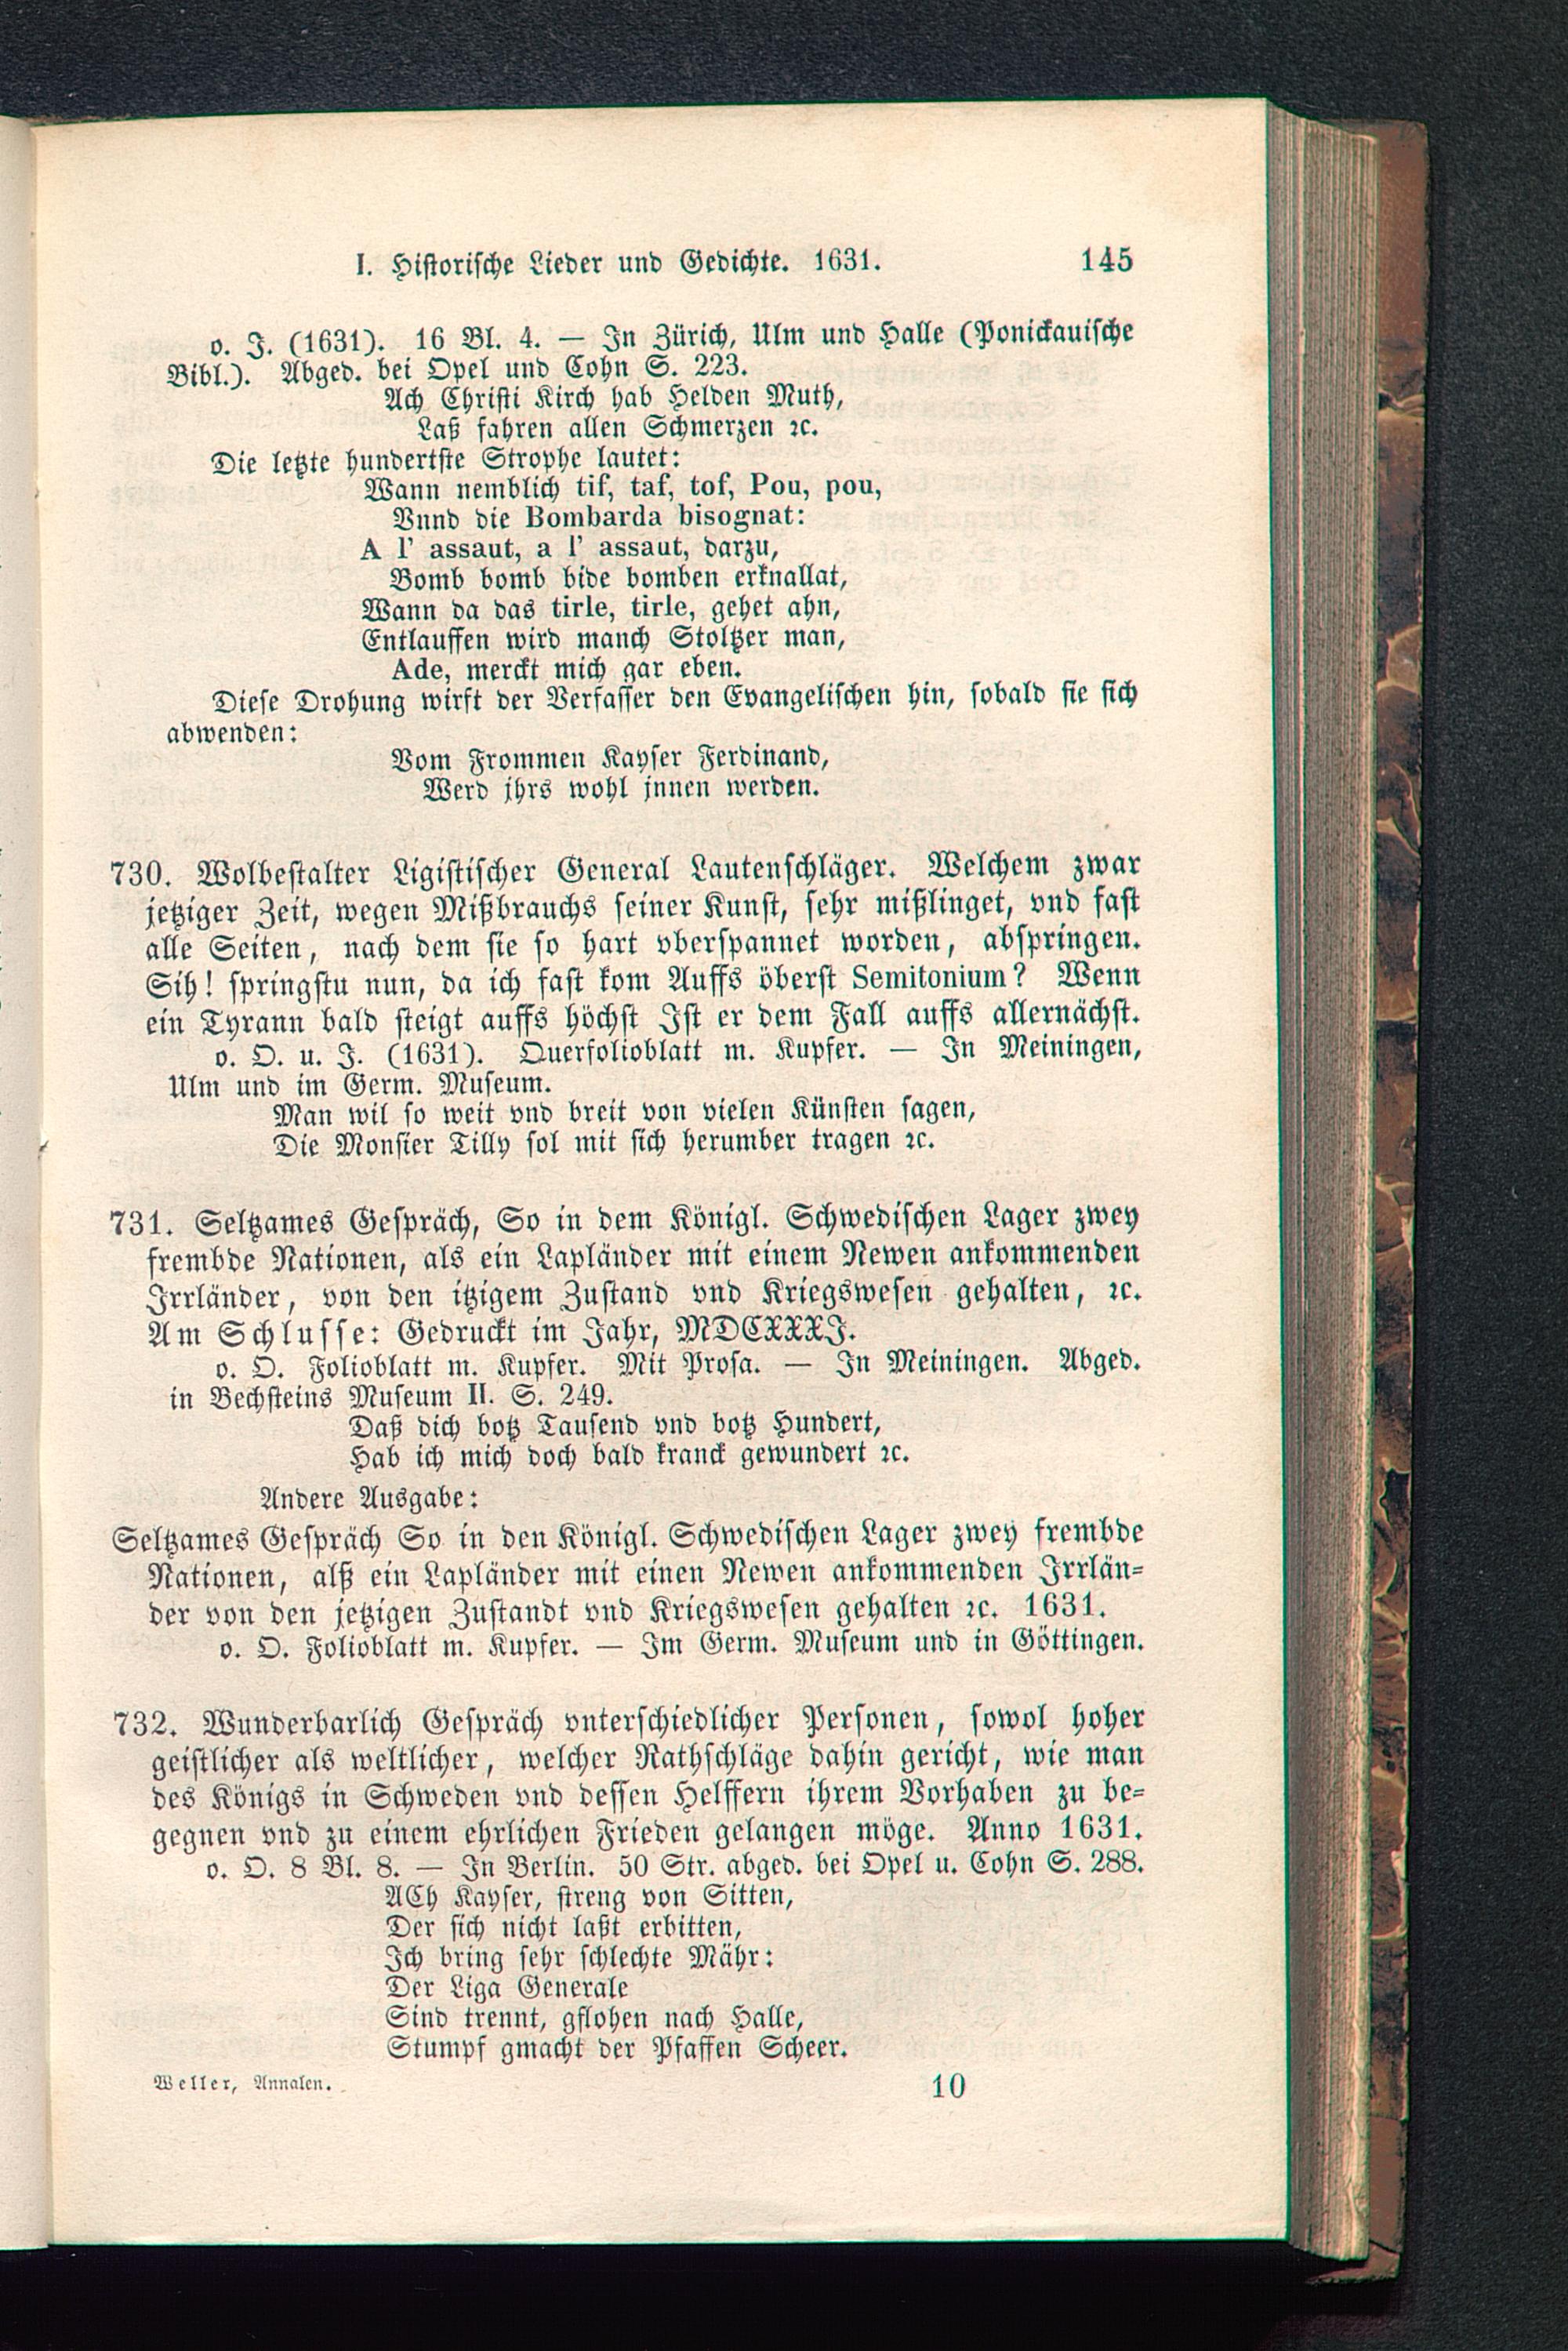 I. Historische Lieder und Gedichte. 1631. 145
o. J. (1631). 16 Bl. 4. — In Zürich, Ulm und Halle (Ponickauische
Bibl.). Abged. bei Opel und Cohn S. 223.
Ach Christi Kirch hab Helden Muth,
Laß fahren allen Schmerzen ꝛc.
Die letzte hundertste Strophe lautet:
Wann nemblich tif, taf, tof, Pou, pou,
Vnnd die Bombarda bisognat:
A l' assaut, a l' assaut, darzu,
Bomb bomb bide bomben erknallat,
Wann da das tirle, tirle, gehet ahn,
Entlauffen wird manch Stoltzer man,
Ade, merckt mich gar eben.
Diese Drohung wirft der Verfasser den Evangelischen hin, sobald sie sich
abwenden:
Vom Frommen Kayser Ferdinand,
Werd jhrs wohl jnnen werden.
730. Wolbestalter Ligistischer General Lautenschläger. Welchem zwar
jetziger Zeit, wegen Mißbrauchs seiner Kunst, sehr mißlinget, vnd fast
alle Seiten, nach dem sie so hart vberspannet worden, abspringen.
Sih! springstu nun, da ich fast kom Auffs öberst Semitonium? Wenn
ein Tyrann bald steigt auffs höchst Ist er dem Fall auffs allernächst.
o. O. u. J. (1631). Querfolioblatt m. Kupfer. — In Meiningen,
Ulm und im Germ. Museum.
Man wil so weit vnd breit von vielen Künsten sagen,
Die Monsier Tilly sol mit sich herumber tragen ꝛc.
731. Seltzames Gespräch, So in dem Königl. Schwedischen Lager zwey
frembde Nationen, als ein Lapländer mit einem Newen ankommenden
Irrländer, von den itzigem Zustand vnd Kriegswesen gehalten, ꝛc.
Am Schlusse: Gedruckt im Jahr, MDCXXXJ.
o. O. Folioblatt m. Kupfer. Mit Prosa. — In Meiningen. Abged.
in Bechsteins Museum II. S. 249.
Daß dich botz Tausend vnd botz Hundert,
Hab ich mich doch bald kranck gewundert ꝛc.
Andere Ausgabe:
Seltzames Gespräch So in den Königl. Schwedischen Lager zwey frembde
Nationen, alß ein Lapländer mit einen Newen ankommenden Irrlän-
der von den jetzigen Zustandt vnd Kriegswesen gehalten ꝛc. 1631.
o. O. Folioblatt m. Kupfer. — Im Germ. Museum und in Göttingen.
732. Wunderbarlich Gespräch vnterschiedlicher Personen, sowol hoher
geistlicher als weltlicher, welcher Rathschläge dahin gericht, wie man
des Königs in Schweden vnd dessen Helffern ihrem Vorhaben zu be-
gegnen vnd zu einem ehrlichen Frieden gelangen möge. Anno 1631.
o. O. 8 Bl. 8. — In Berlin. 50 Str. abged. bei Opel u. Cohn S. 288.
ACh Kayser, streng von Sitten,
Der sich nicht laßt erbitten,
Ich bring sehr schlechte Mähr:
Der Liga Generale
Sind trennt, gflohen nach Halle,
Stumpf gmacht der Pfaffen Scheer.
Weller, Annalen. 10